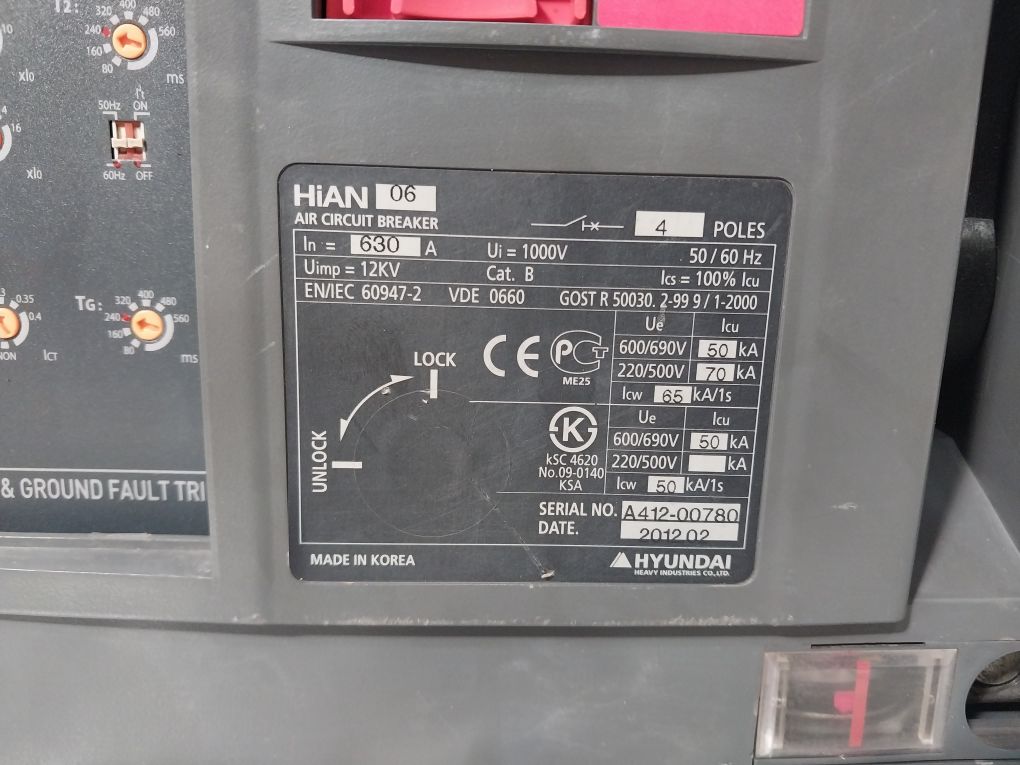 T2: 320 400 480
240 560
160
80 ms
10
xI0
50Hz ON
60Hz OFF
4
16
xI0
3 0.35
0.4
NON ICT
TG: 320 400 480
240 560
160
80 ms
& GROUND FAULT TRI
HiAN 06
AIR CIRCUIT BREAKER
4 POLES
In = 630 A Ui = 1000V 50 / 60 Hz
Uimp = 12KV Cat. B Ics = 100% Icu
EN/IEC 60947-2 VDE 0660 GOST R 50030. 2-99 9 / 1-2000
Ue Icu
600/690V 50 kA
220/500V 70 kA
Icw 65 kA/1s
LOCK
UNLOCK
CE
PCT
ME25
K
kSC 4620
No.09-0140
KSA
Ue Icu
600/690V 50 kA
220/500V kA
Icw 50 kA/1s
SERIAL NO. A412-00780
DATE. 2012.02
MADE IN KOREA
HYUNDAI
HEAVY INDUSTRIES CO.,LTD.